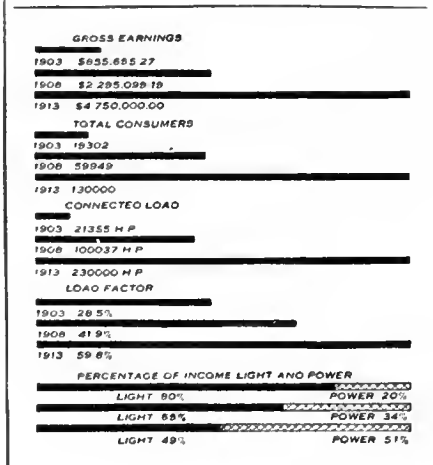 GROSS EARNINGS
1903 $855.685 27
1908 $2 295.099 19
1913 $4 750,000.00
TOTAL CONSUMERS
1903 19302
1908 59949
1913 130000
CONNECTED LOAD
1903 21355 H P
1908 100037 H P
1913 230000 H P
LOAD FACTOR
1903 28 5%
1908 41.9%
1913 59.8%
PERCENTAGE OF INCOME LIGHT AND POWER
LIGHT 80% POWER 20%
LIGHT 66% POWER 34%
LIGHT 49% POWER 51%